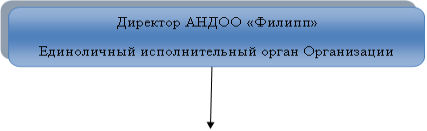 Директор АНДОО «Филипп»
Единоличный исполнительный орган Организации